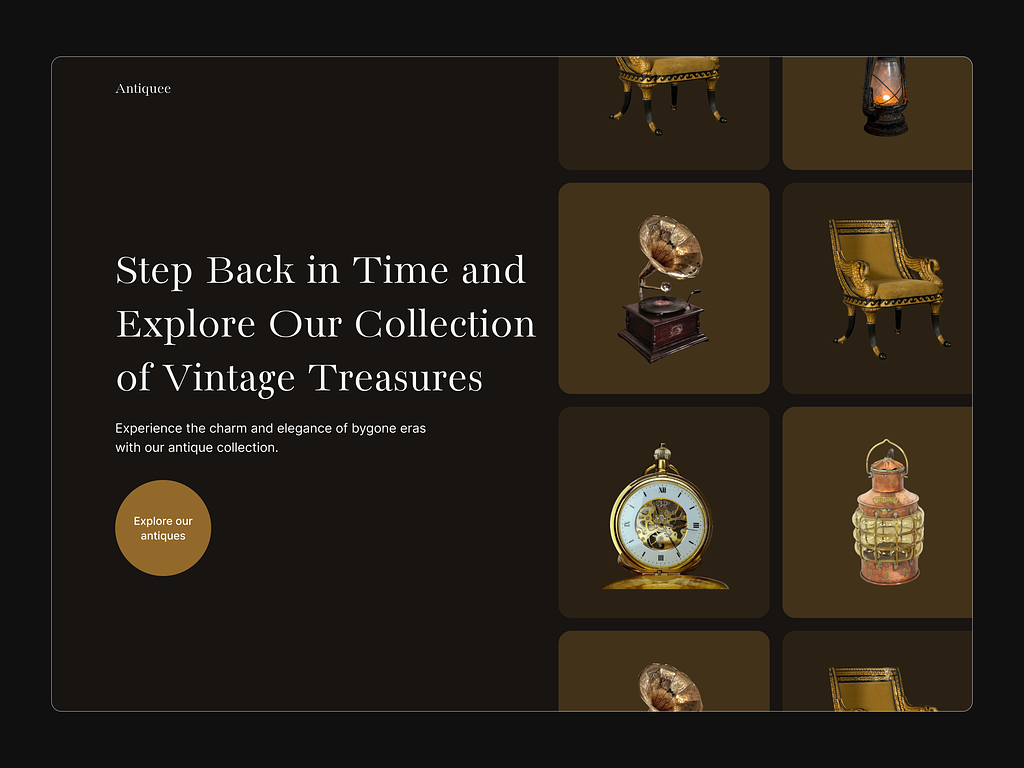 Antiquee
Step Back in Time and
Explore Our Collection
of Vintage Treasures
Experience the charm and elegance of bygone eras
with our antique collection.
Explore our
antiques